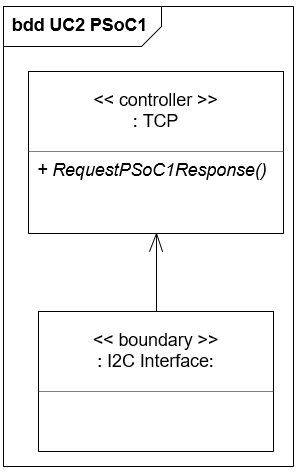 bdd UC2 PSoC1
<< controller >>
: TCP
+ RequestPSoC1Response()
<< boundary >>
: I2C Interface: